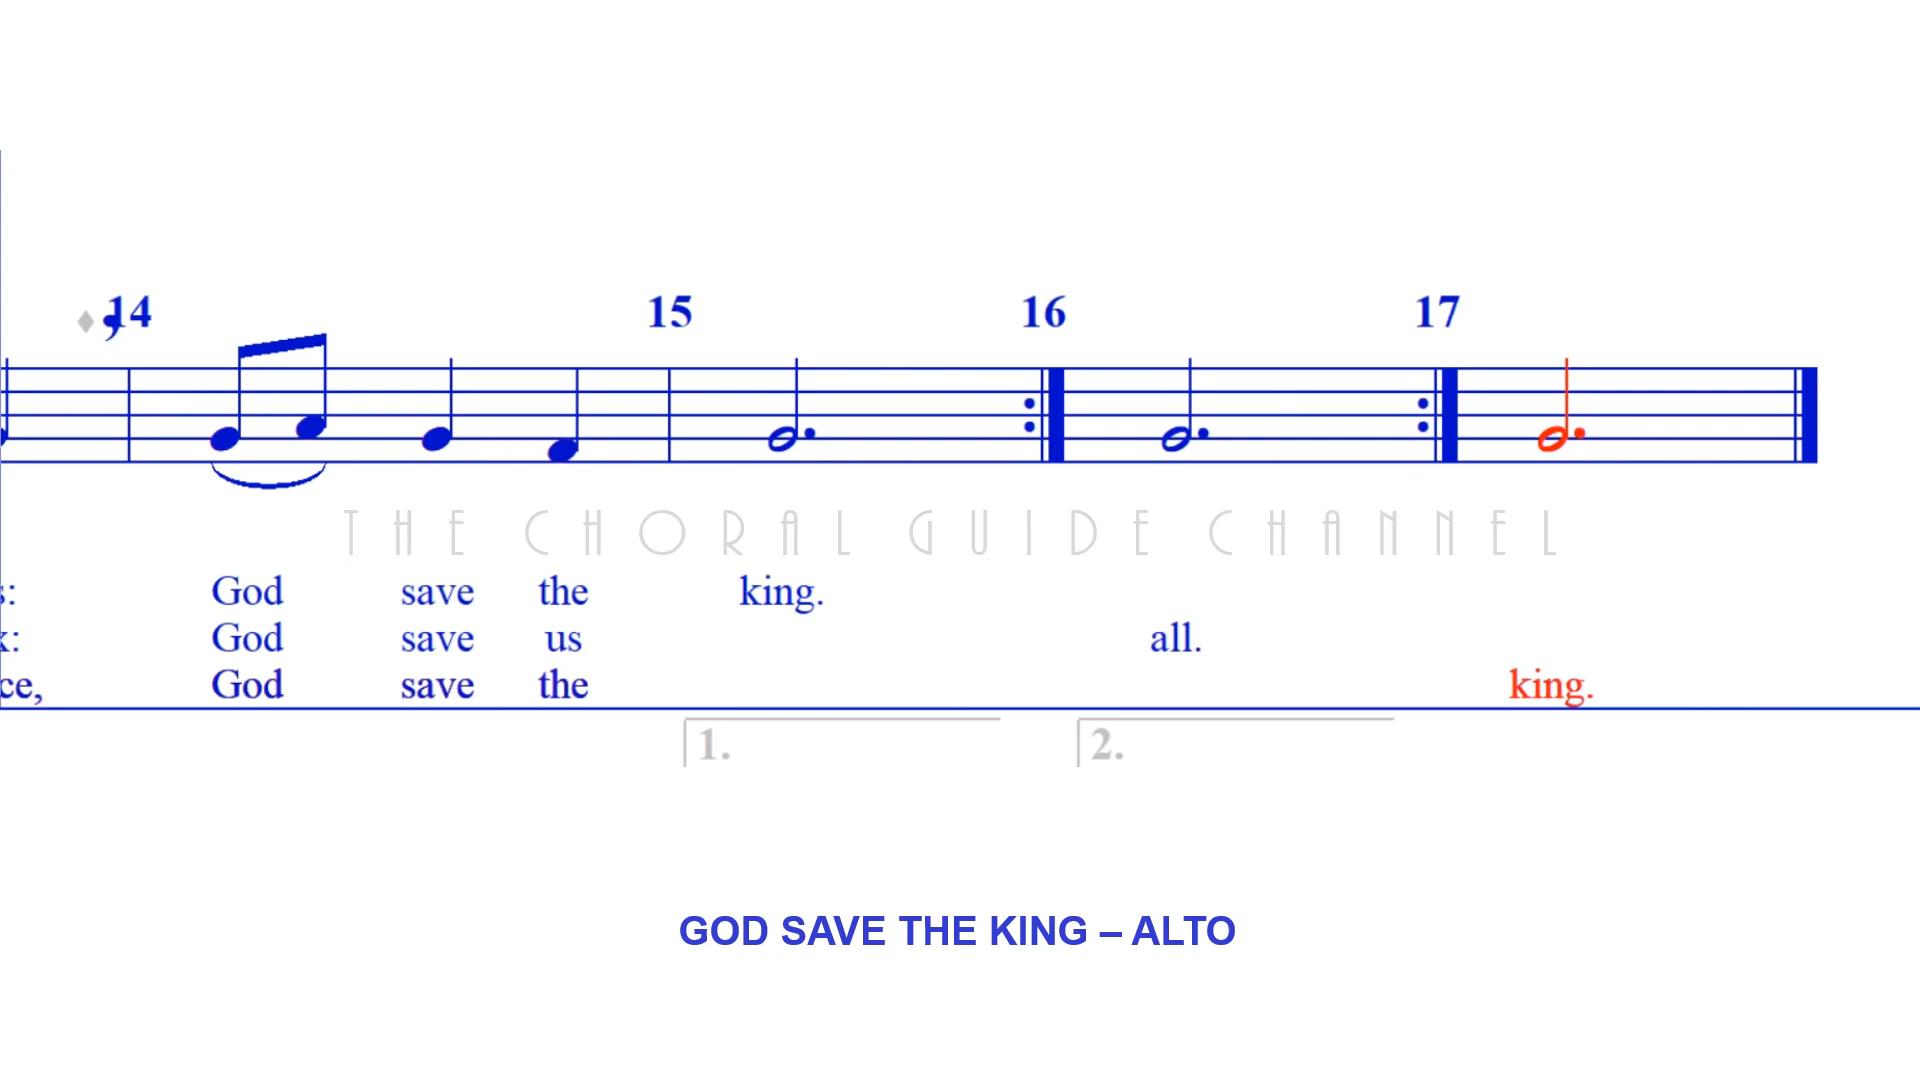 14 15 16 17
THE CHORAL GUIDE CHANNEL
s: God save the king.
x: God save us all.
ce, God save the king.
1. 2.
GOD SAVE THE KING – ALTO